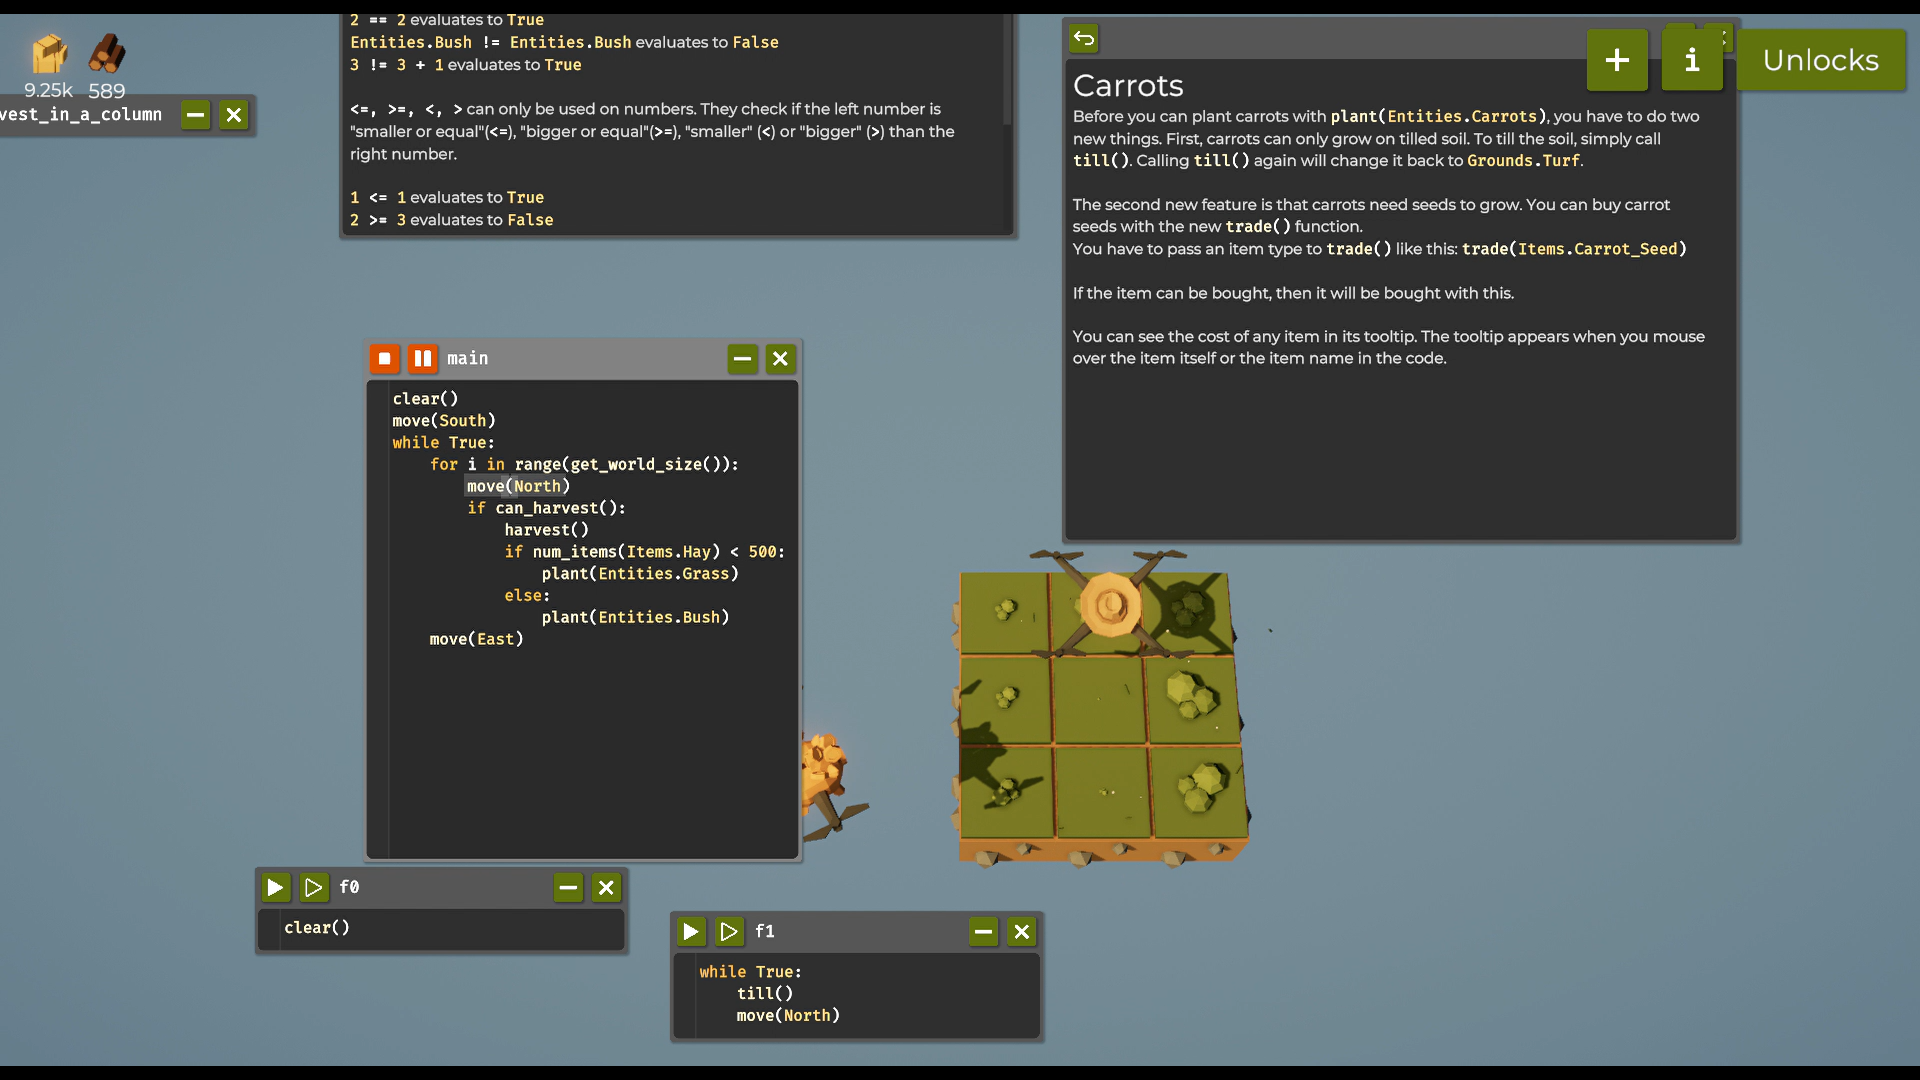 2 == 2 evaluates to True
Entities.Bush != Entities.Bush evaluates to False
3 != 3 + 1 evaluates to True
<=, >=, <, > can only be used on numbers. They check if the left number is
"smaller or equal"(<=), "bigger or equal"(>=), "smaller" (<) or "bigger" (>) than the
right number.
1 <= 1 evaluates to True
2 >= 3 evaluates to False
9.25k 589
vest_in_a_column
+ i Unlocks
Carrots
Before you can plant carrots with plant(Entities.Carrots), you have to do two
new things. First, carrots can only grow on tilled soil. To till the soil, simply call
till(). Calling till() again will change it back to Grounds.Turf.
The second new feature is that carrots need seeds to grow. You can buy carrot
seeds with the new trade() function.
You have to pass an item type to trade() like this: trade(Items.Carrot_Seed)
If the item can be bought, then it will be bought with this.
You can see the cost of any item in its tooltip. The tooltip appears when you mouse
over the item itself or the item name in the code.
main
clear()
move(South)
while True:
for i in range(get_world_size()):
move(North)
if can_harvest():
harvest()
if num_items(Items.Hay) < 500:
plant(Entities.Grass)
else:
plant(Entities.Bush)
move(East)
f0
clear()
f1
while True:
till()
move(North)